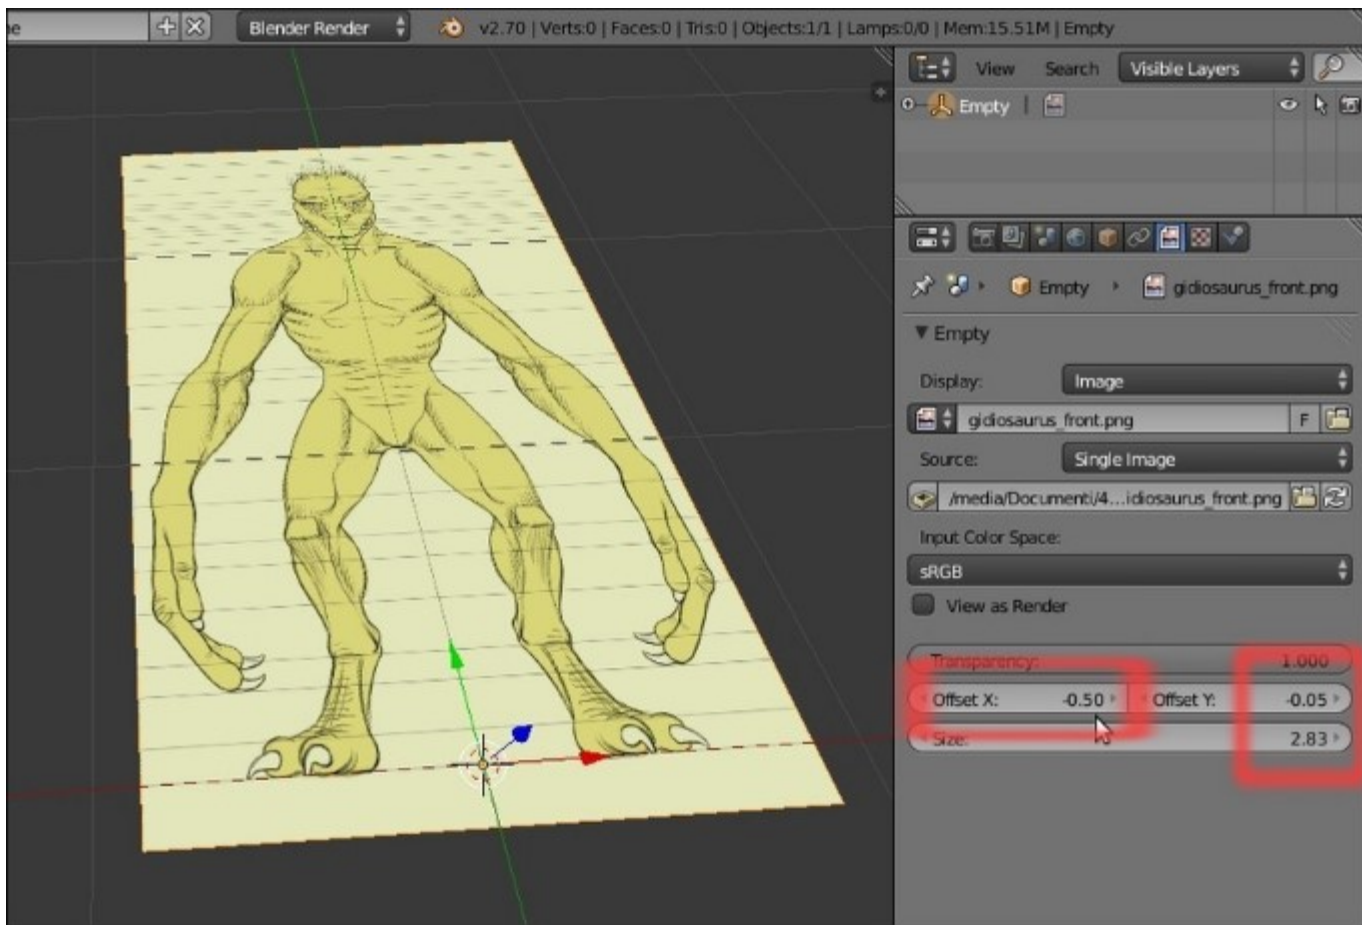 e Blender Render v2.70 | Verts:0 | Faces:0 | Tris:0 | Objects:1/1 | Lamps:0/0 | Mem:15.51M | Empty
View Search Visible Layers
Empty
Empty gidiosaurus_front.png
Empty
Display: Image
gidiosaurus_front.png F
Source: Single Image
/media/Documenti/4...idiosaurus_front.png
Input Color Space:
sRGB
View as Render
Transparency: 1.000
Offset X: -0.50 Offset Y: -0.05
Size: 2.83